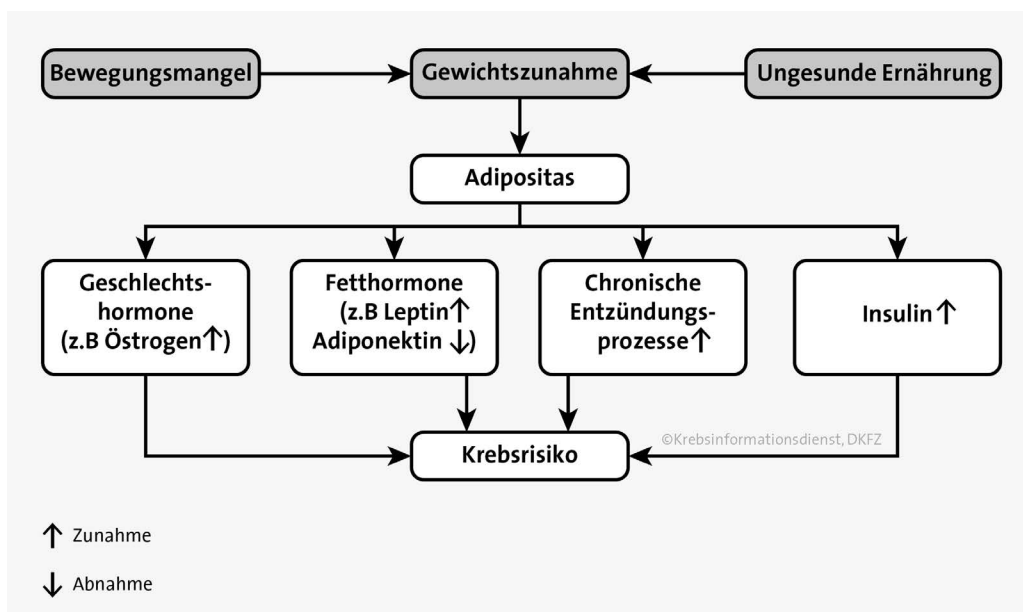 Bewegungsmangel
Gewichtszunahme
Ungesunde Ernährung
Adipositas
Geschlechts-
hormone
(z.B Östrogen↑)
Fetthormone
(z.B Leptin↑
Adiponektin ↓)
Chronische
Entzündungs-
prozesse↑
Insulin↑
©Krebsinformationsdienst, DKFZ
Krebsrisiko
↑ Zunahme
↓ Abnahme